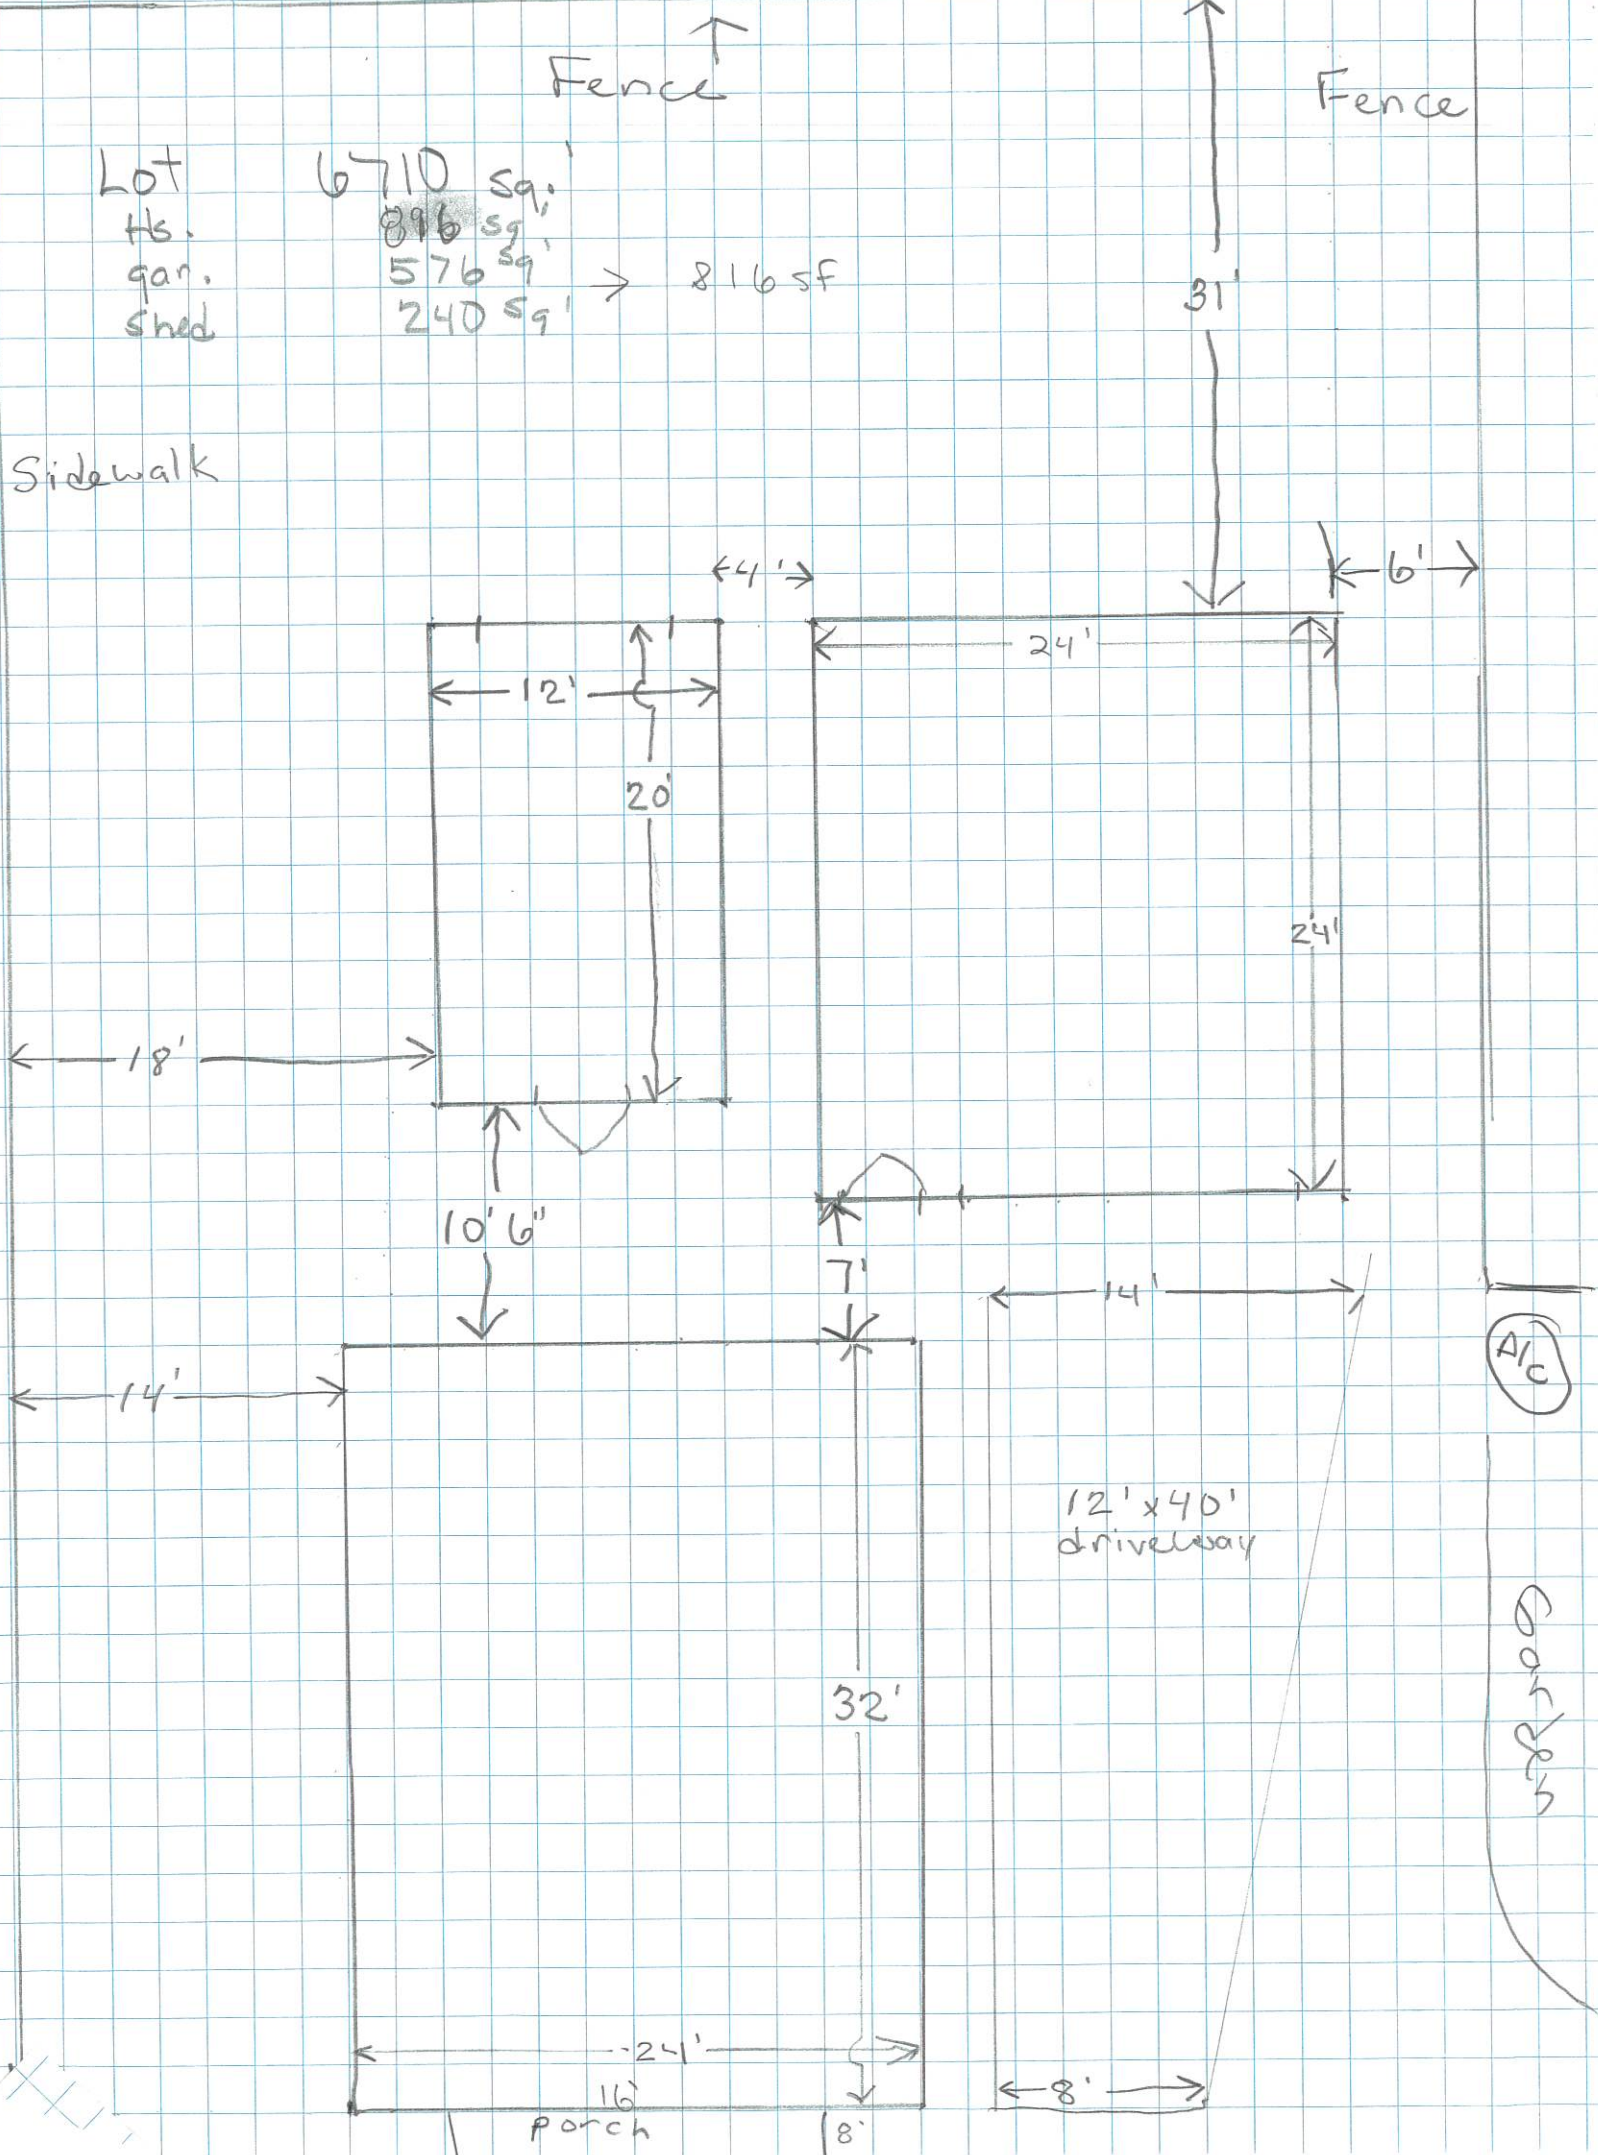 Fence
Fence
Lot 6710 sq.'
Hs. 896 sq'
gar. 576 sq' → 816 sf
shed 240 sq'
31'
Sidewalk
4'
6'
24'
12'
20'
24'
18'
10' 6"
7'
14'
A/C
14'
12' x 40'
driveway
Garden
32'
24'
16'
8'
porch
8'